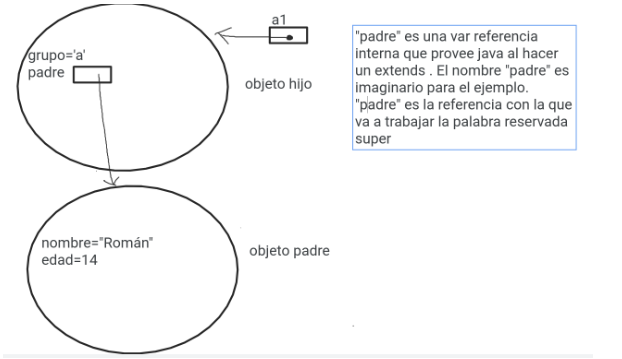 a1
grupo='a'
padre
objeto hijo
"padre" es una var referencia
interna que provee java al hacer
un extends . El nombre "padre" es
imaginario para el ejemplo.
"padre" es la referencia con la que
va a trabajar la palabra reservada
super
nombre="Román"
edad=14
objeto padre